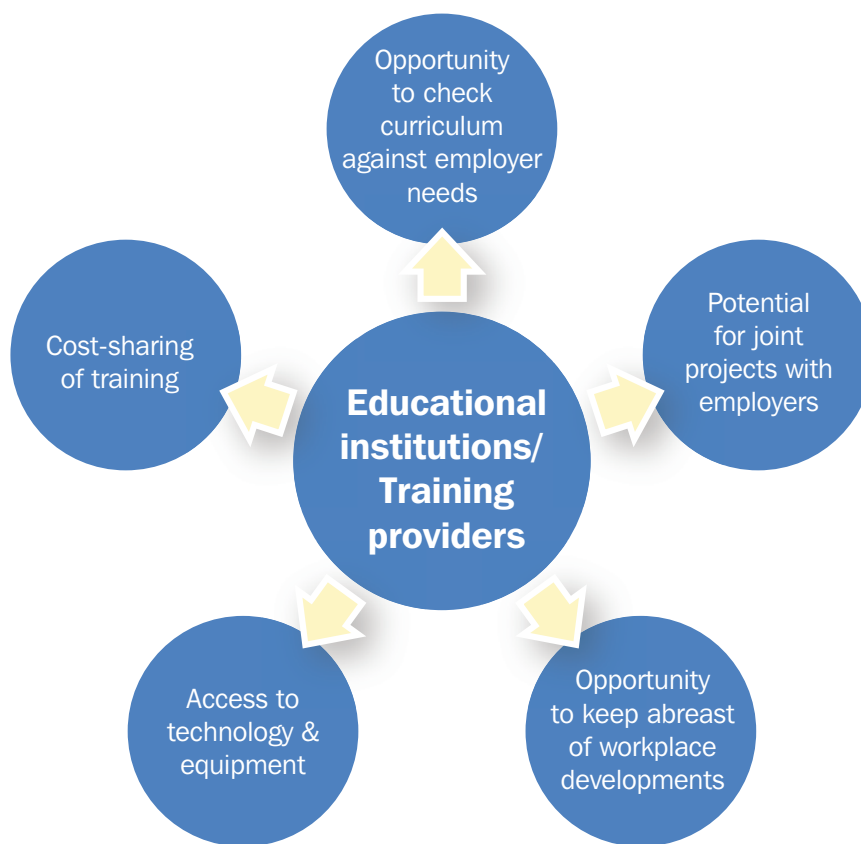 Opportunity
to check
curriculum
against employer
needs
Cost-sharing
of training
Potential
for joint
projects with
employers
Educational
institutions/
Training
providers
Access to
technology &
equipment
Opportunity
to keep abreast
of workplace
developments